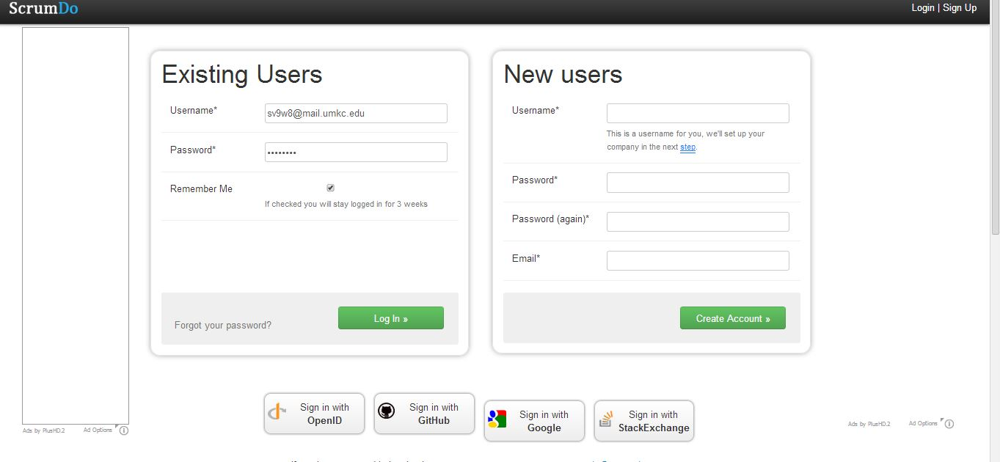 ScrumDo
Login | Sign Up
Existing Users
Username*
sv9w8@mail.umkc.edu
Password*
••••••••
Remember Me
If checked you will stay logged in for 3 weeks
Forgot your password?
Log In »
New users
Username*
This is a username for you, we'll set up your
company in the next step.
Password*
Password (again)*
Email*
Create Account »
Sign in with
OpenID
Sign in with
GitHub
Sign in with
Google
Sign in with
StackExchange
Ads by PlusHD.2
Ad Options
Ads by PlusHD.2
Ad Options